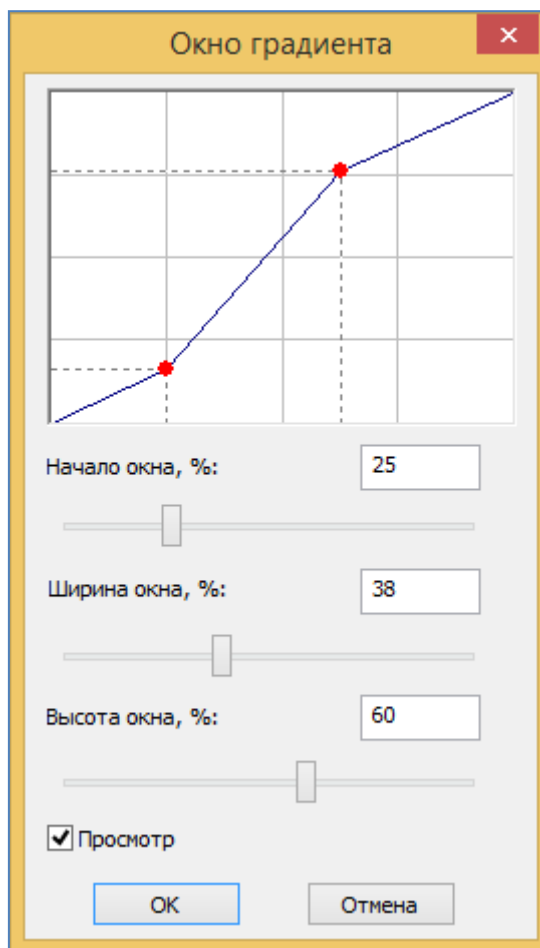 Окно градиента
Начало окна, %: 25
Ширина окна, %: 38
Высота окна, %: 60
Просмотр
OK Отмена